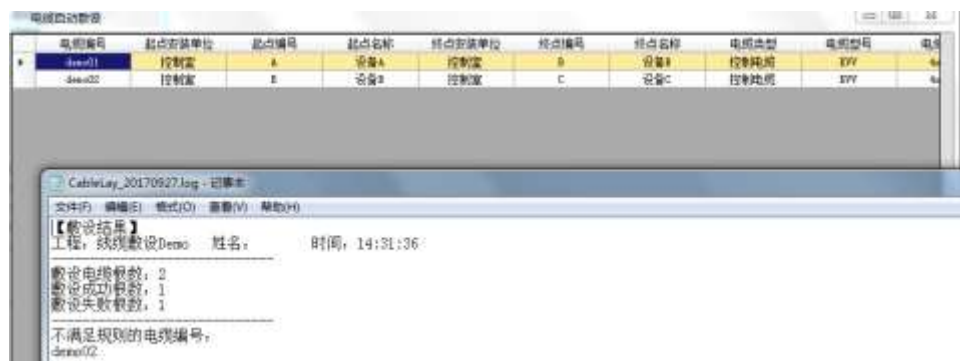 电缆自动敷设
电缆编号 起点安装单位 起点编号 起点名称 终点安装单位 终点编号 终点名称 电缆类型 电缆型号
demo01 控制室 A 设备A 控制室 B 设备B 控制电缆 KVV
demo02 控制室 B 设备B 控制室 C 设备C 控制电缆 KVV
CableLay_20170927.log - 记事本
文件(F) 编辑(E) 格式(O) 查看(V) 帮助(H)
【敷设结果】
工程：线缆敷设Demo 姓名： 时间：14:31:36
敷设电缆根数：2
敷设成功根数：1
敷设失败根数：1
不满足规则的电缆编号：
demo02